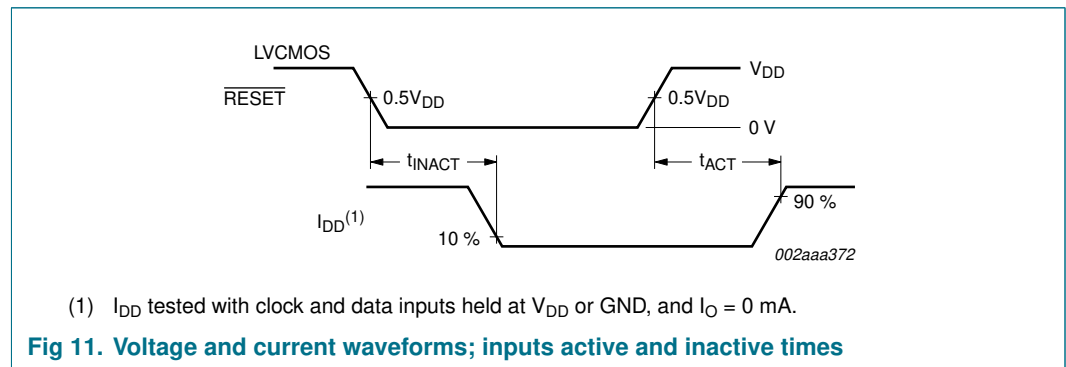 LVCMOS
RESET
0.5VDD
0.5VDD
VDD
0 V
tINACT
tACT
IDD(1)
10 %
90 %
002aaa372
(1) IDD tested with clock and data inputs held at VDD or GND, and IO = 0 mA.
Fig 11. Voltage and current waveforms; inputs active and inactive times